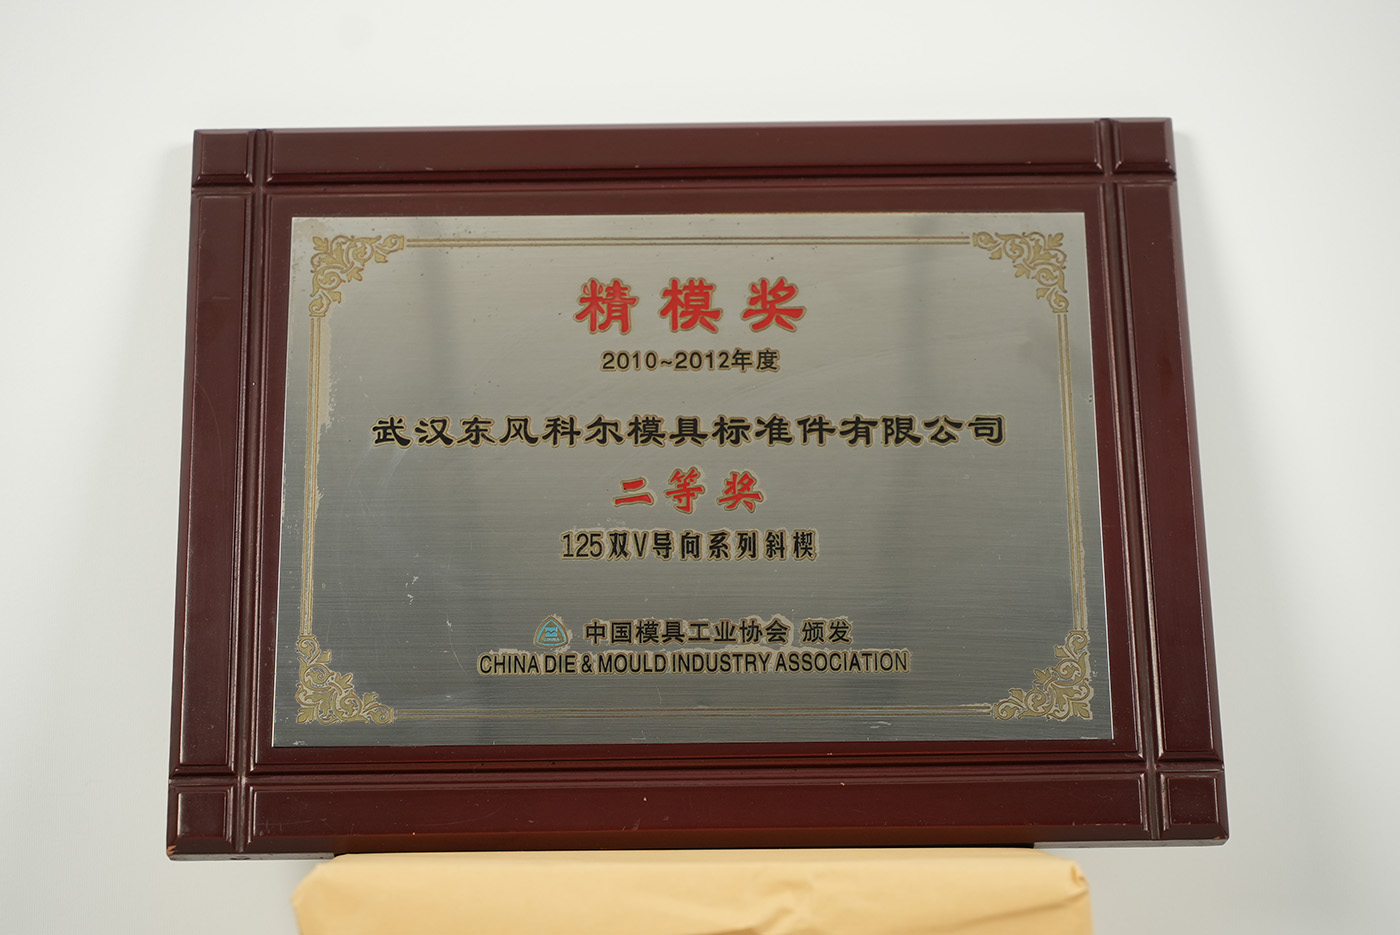 精模奖
2010~2012年度
武汉东风科尔模具标准件有限公司
二等奖
125双V导向系列斜楔
中国模具工业协会 颁发
CHINA DIE & MOULD INDUSTRY ASSOCIATION